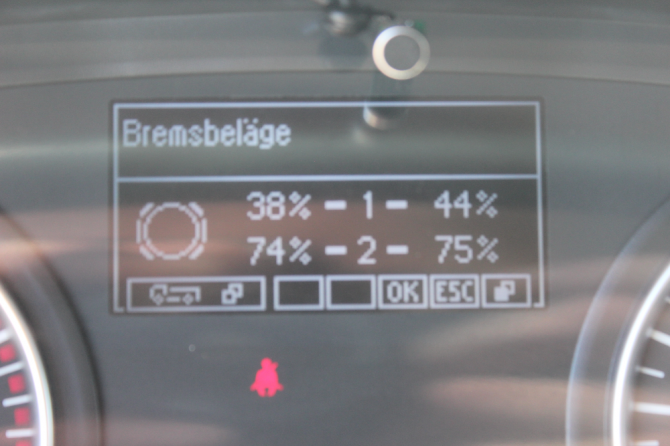 Bremsbeläge
38% - 1 - 44%
74% - 2 - 75%
OK ESC